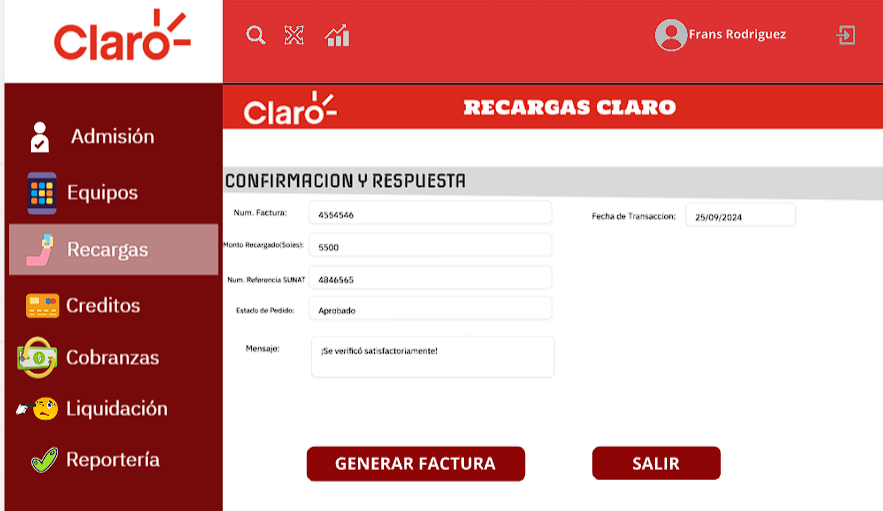 Claro
Frans Rodriguez
Admisión
Equipos
Recargas
Creditos
Cobranzas
Liquidación
Reportería
Claro
RECARGAS CLARO
CONFIRMACION Y RESPUESTA
Num. Factura: 4554546
Fecha de Transaccion: 25/09/2024
Monto Recargado(Soles): 5500
Num. Referencia SUNAT 4846565
Estado de Pedido: Aprobado
Mensaje: ¡Se verificó satisfactoriamente!
GENERAR FACTURA
SALIR